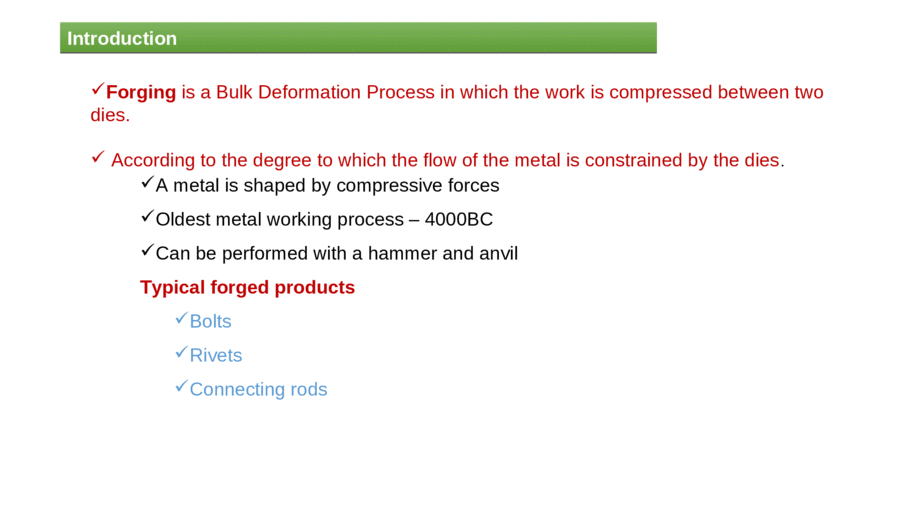 Introduction
✓Forging is a Bulk Deformation Process in which the work is compressed between two
dies.
✓ According to the degree to which the flow of the metal is constrained by the dies.
✓A metal is shaped by compressive forces
✓Oldest metal working process – 4000BC
✓Can be performed with a hammer and anvil
Typical forged products
✓Bolts
✓Rivets
✓Connecting rods